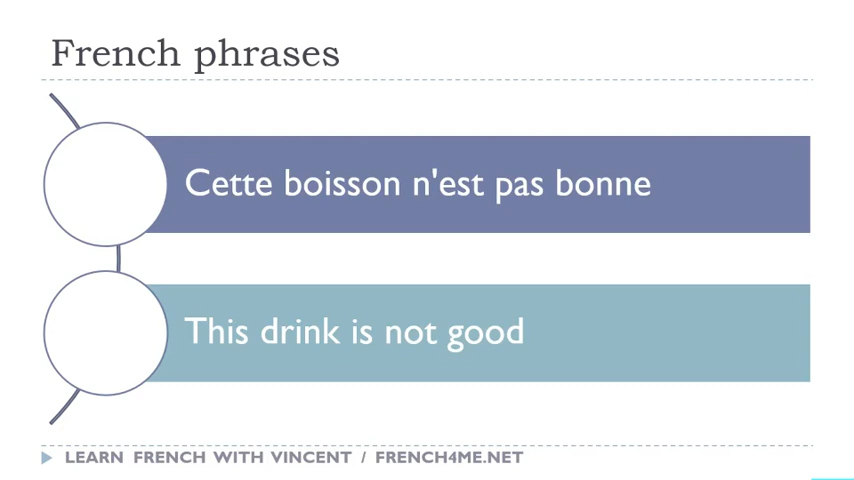 French phrases
Cette boisson n'est pas bonne
This drink is not good
LEARN FRENCH WITH VINCENT / FRENCH4ME.NET